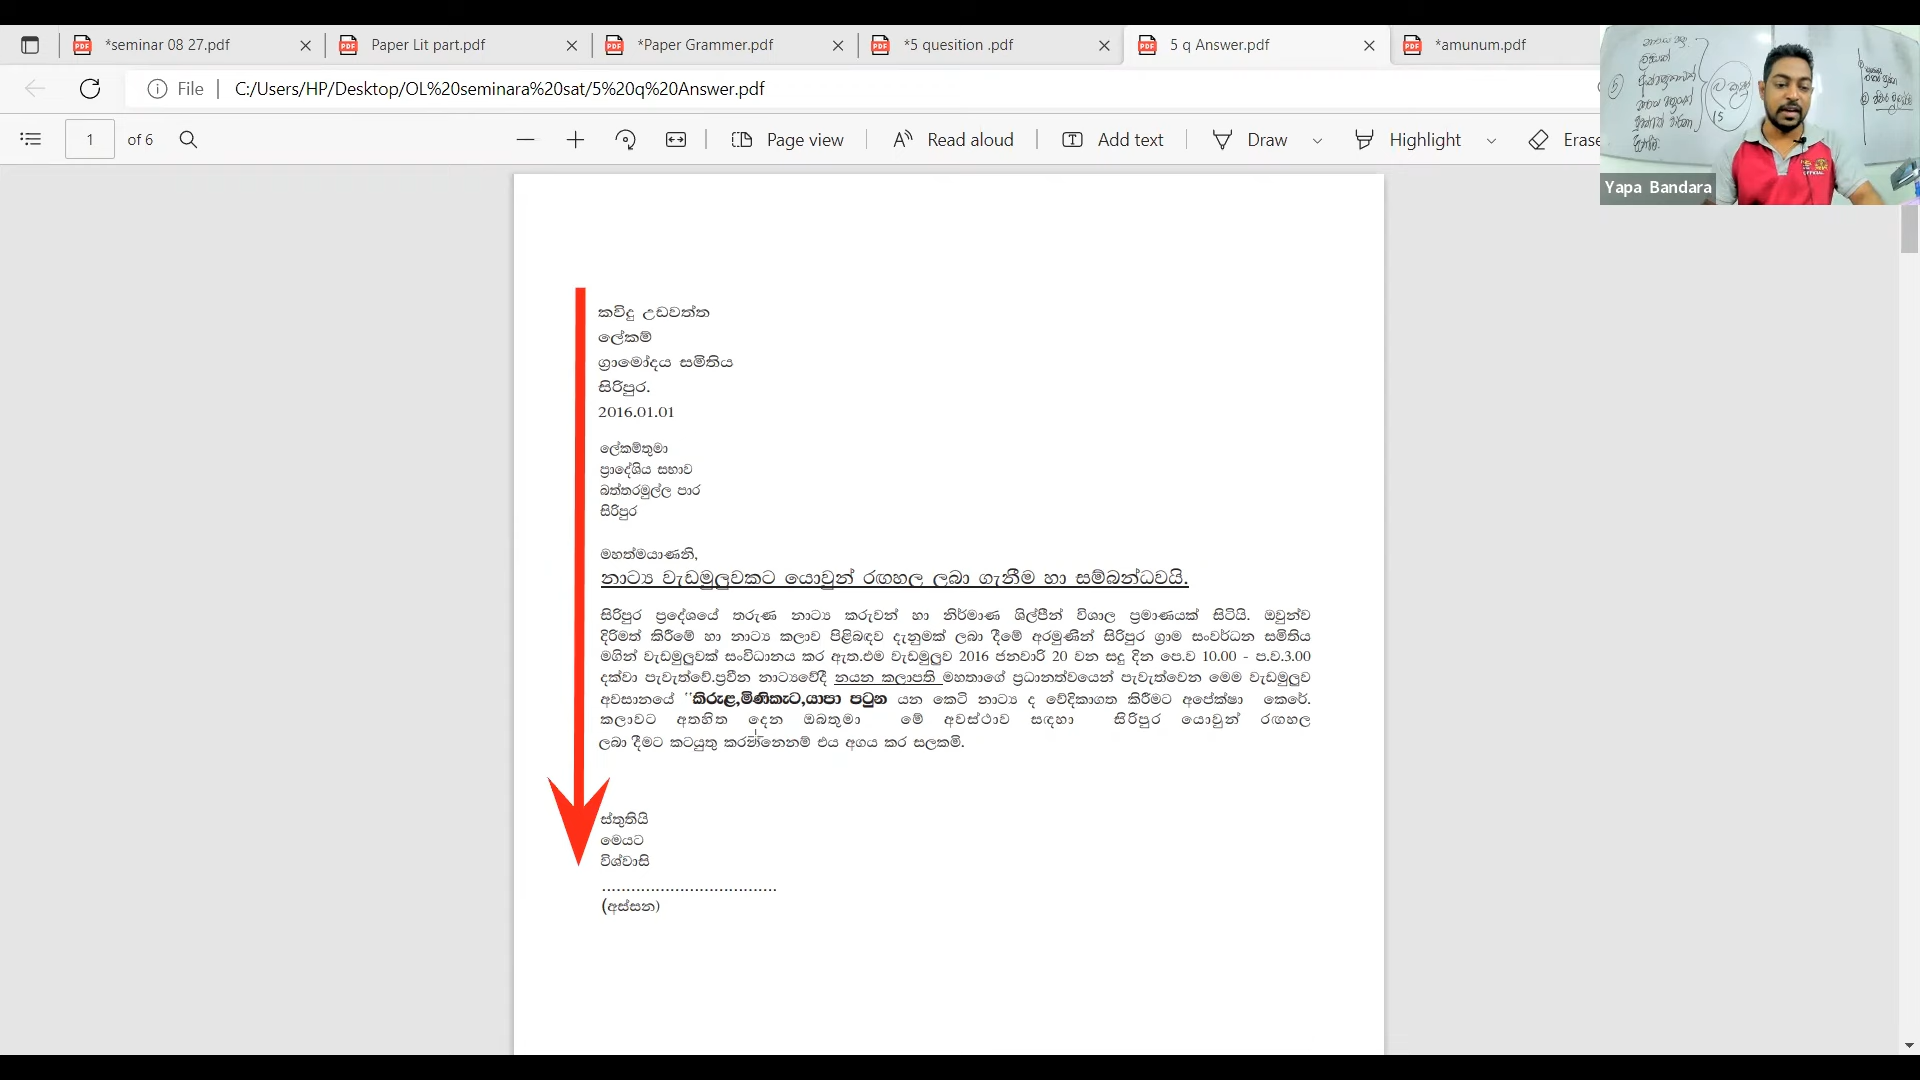 *seminar 08 27.pdf
Paper Lit part.pdf
*Paper Grammer.pdf
*5 quesition .pdf
5 q Answer.pdf
*amunum.pdf
File
C:/Users/HP/Desktop/OL%20seminara%20sat/5%20q%20Answer.pdf
1 of 6
Page view
Read aloud
Add text
Draw
Highlight
Erase
Yapa Bandara
15
කවිදු උඩවත්ත
ලේකම්
ග්‍රාමෝදය සමිතිය
සිරිපුර.
2016.01.01
ලේකම්තුමා
ප්‍රාදේශිය සභාව
බත්තරමුල්ල පාර
සිරිපුර
මහත්මයාණනි,
නාට්‍ය වැඩමුලුවකට යොවුන් රඟහල ලබා ගැනීම හා සම්බන්ධවයි.
සිරිපුර ප්‍රදේශයේ තරුණ නාට්‍ය කරුවන් හා නිර්මාණ ශිල්පීන් විශාල ප්‍රමාණයක් සිටියි. ඔවුන්ව
දිරිමත් කිරීමේ හා නාට්‍ය කලාව පිළිබඳව දැනුමක් ලබා දීමේ අරමුණින් සිරිපුර ග්‍රාම සංවර්ධන සමිතිය
මගින් වැඩමුලුවක් සංවිධානය කර ඇත.එම වැඩමුලුව 2016 ජනවාරි 20 වන සදු දින පෙ.ව 10.00 - ප.ව.3.00
දක්වා පැවැත්වේ.ප්‍රවීන නාට්‍යවේදී නයන කලාපති මහතාගේ ප්‍රධානත්වයෙන් පැවැත්වෙන මෙම වැඩමුලුව
අවසානයේ “කිරුළ,මිණිකැට,යාපා පටුන යන කෙටි නාට්‍ය ද වේදිකාගත කිරීමට අපේක්ෂා කෙරේ.
කලාවට අතහිත දෙන ඔබතුමා මේ අවස්ථාව සඳහා සිරිපුර යොවුන් රඟහල
ලබා දීමට කටයුතු කරන්නෙනම් එය අගය කර සලකමි.
ස්තුතියි
මෙයට
විශ්වාසි
....................................
(අස්සන)